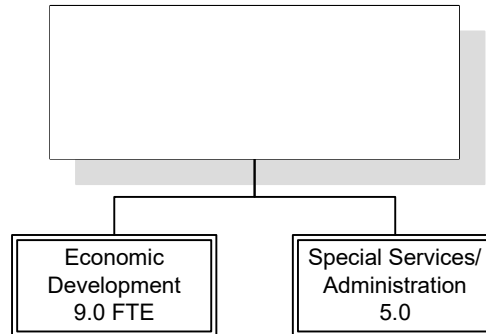 Economic
Development
9.0 FTE
Special Services/
Administration
5.0